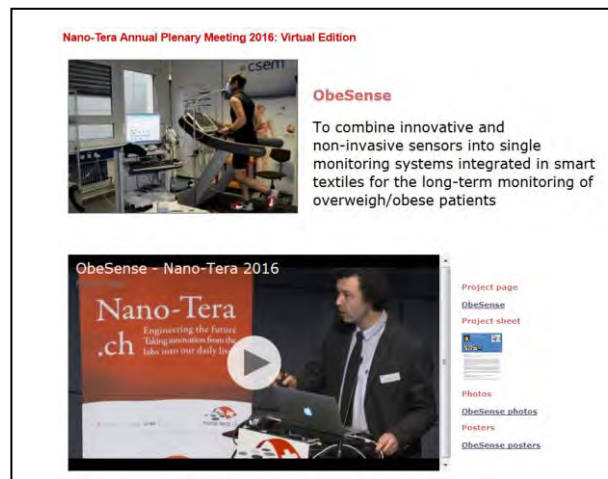 Nano-Tera Annual Plenary Meeting 2016: Virtual Edition
csem
ObeSense
To combine innovative and
non-invasive sensors into single
monitoring systems integrated in smart
textiles for the long-term monitoring of
overweigh/obese patients
ObeSense - Nano-Tera 2016
Nano-Tera
.ch
Engineering the future
Taking innovation from the
labs into our daily live
Project page
ObeSense
Project sheet
Photos
ObeSense photos
Posters
ObeSense posters